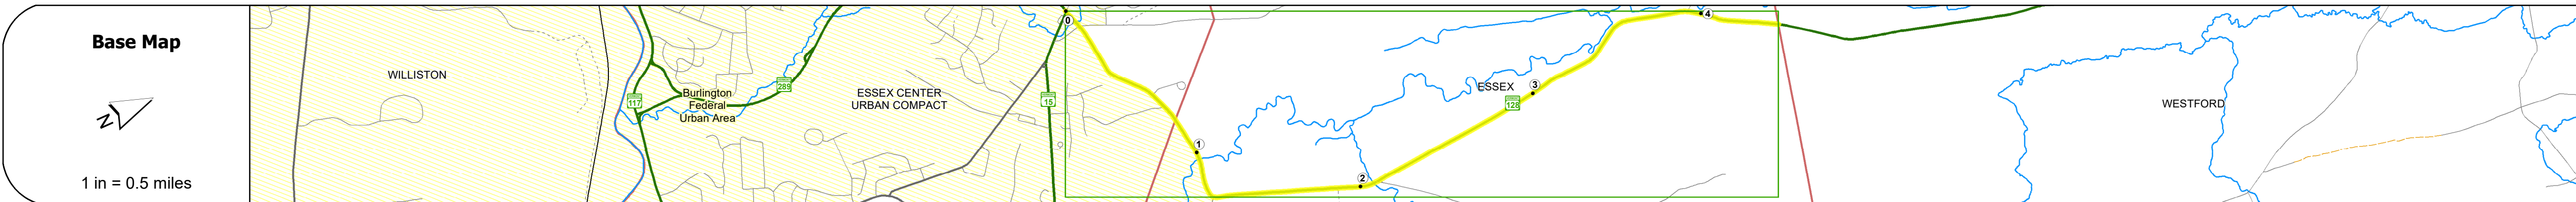 Base Map
N
1 in = 0.5 miles
WILLISTON
117
Burlington
Federal
Urban Area
289
ESSEX CENTER
URBAN COMPACT
15
0
1
2
ESSEX
128
3
4
WESTFORD